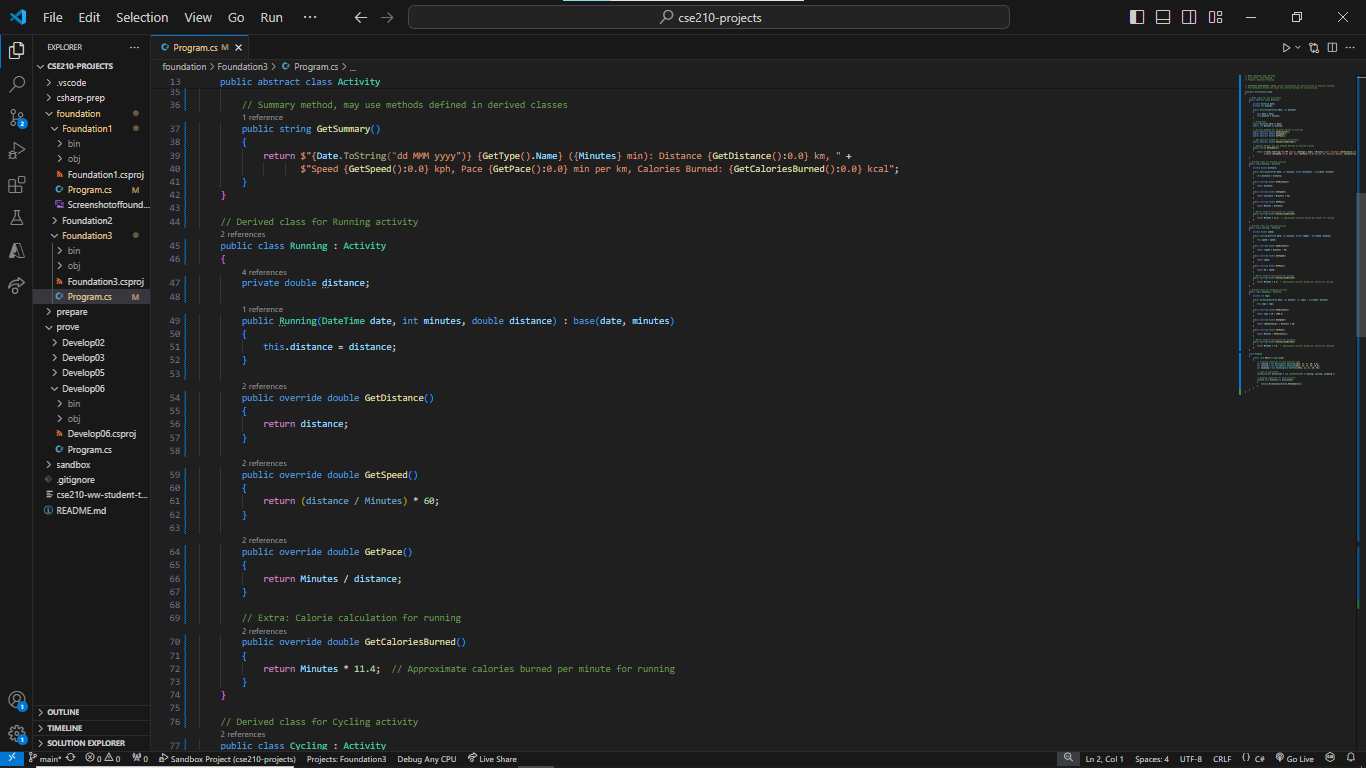 File Edit Selection View Go Run ··· cse210-projects
EXPLORER ···
CSE210-PROJECTS
.vscode
csharp-prep
foundation
Foundation1
bin
obj
Foundation1.csproj
Program.cs M
Screenshotoffound...
Foundation2
Foundation3
bin
obj
Foundation3.csproj
Program.cs M
prepare
prove
Develop02
Develop03
Develop05
Develop06
bin
obj
Develop06.csproj
Program.cs
sandbox
.gitignore
cse210-ww-student-t...
README.md
OUTLINE
TIMELINE
SOLUTION EXPLORER
2
1
1
Program.cs M
foundation > Foundation3 > Program.cs > ...
13 public abstract class Activity
35
36 // Summary method, may use methods defined in derived classes
1 reference
37 public string GetSummary()
38 {
39 return $"{Date.ToString("dd MMM yyyy")} {GetType().Name} ({Minutes} min): Distance {GetDistance():0.0} km, " +
40 $"Speed {GetSpeed():0.0} kph, Pace {GetPace():0.0} min per km, Calories Burned: {GetCaloriesBurned():0.0} kcal";
41 }
42 }
43
44 // Derived class for Running activity
2 references
45 public class Running : Activity
46 {
4 references
47 private double distance;
48
1 reference
49 public Running(DateTime date, int minutes, double distance) : base(date, minutes)
50 {
51 this.distance = distance;
52 }
53
2 references
54 public override double GetDistance()
55 {
56 return distance;
57 }
58
2 references
59 public override double GetSpeed()
60 {
61 return (distance / Minutes) * 60;
62 }
63
2 references
64 public override double GetPace()
65 {
66 return Minutes / distance;
67 }
68
69 // Extra: Calorie calculation for running
2 references
70 public override double GetCaloriesBurned()
71 {
72 return Minutes * 11.4; // Approximate calories burned per minute for running
73 }
74 }
75
76 // Derived class for Cycling activity
2 references
77 public class Cycling : Activity
main* 0 0 0 Sandbox Project (cse210-projects) Projects: Foundation3 Debug Any CPU Live Share Ln 2, Col 1 Spaces: 4 UTF-8 CRLF {} C# Go Live